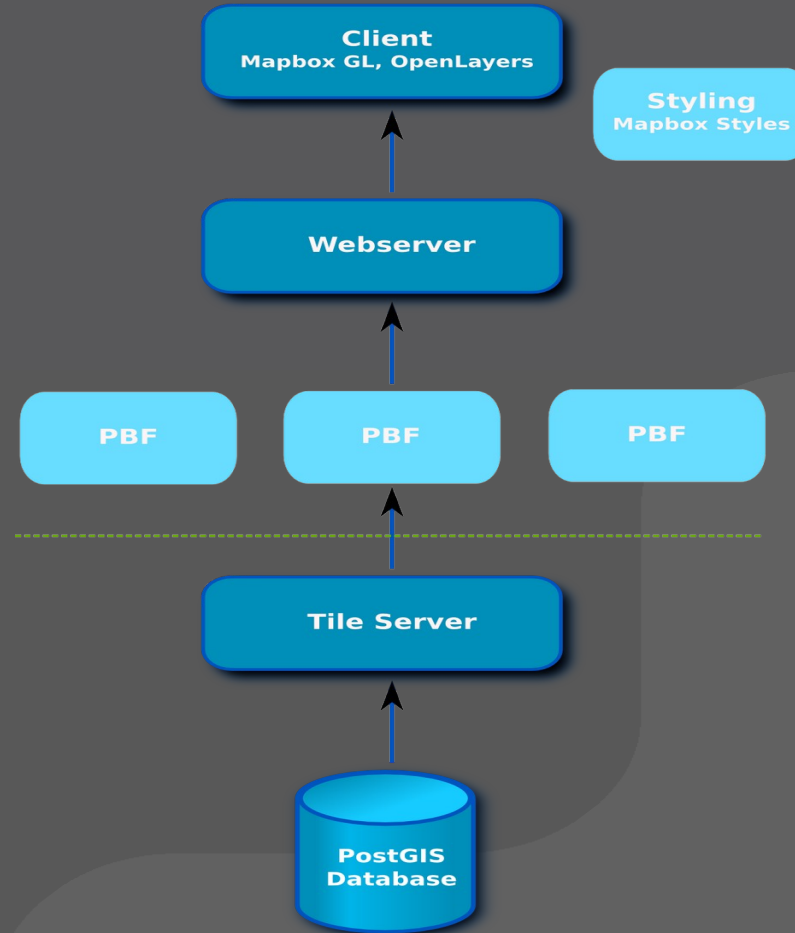 Client
Mapbox GL, OpenLayers
Styling
Mapbox Styles
Webserver
PBF
PBF
PBF
Tile Server
PostGIS
Database